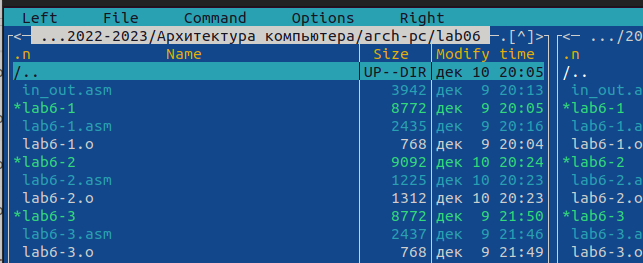 Left File Command Options Right
<─ ...2022-2023/Архитектура компьютера/arch-pc/lab06 ─.[^]>┐┌<─ .../20
.n Name Size Modify time .n
/.. UP--DIR дек 10 20:05 /..
in_out.asm 3942 дек 9 20:13 in_out.a
*lab6-1 8772 дек 9 20:05 *lab6-1
lab6-1.asm 2435 дек 9 20:16 lab6-1.a
lab6-1.o 768 дек 9 20:04 lab6-1.o
*lab6-2 9092 дек 10 20:24 *lab6-2
lab6-2.asm 1225 дек 10 20:23 lab6-2.a
lab6-2.o 1312 дек 10 20:23 lab6-2.o
*lab6-3 8772 дек 9 21:50 *lab6-3
lab6-3.asm 2437 дек 9 21:46 lab6-3.a
lab6-3.o 768 дек 9 21:49 lab6-3.o